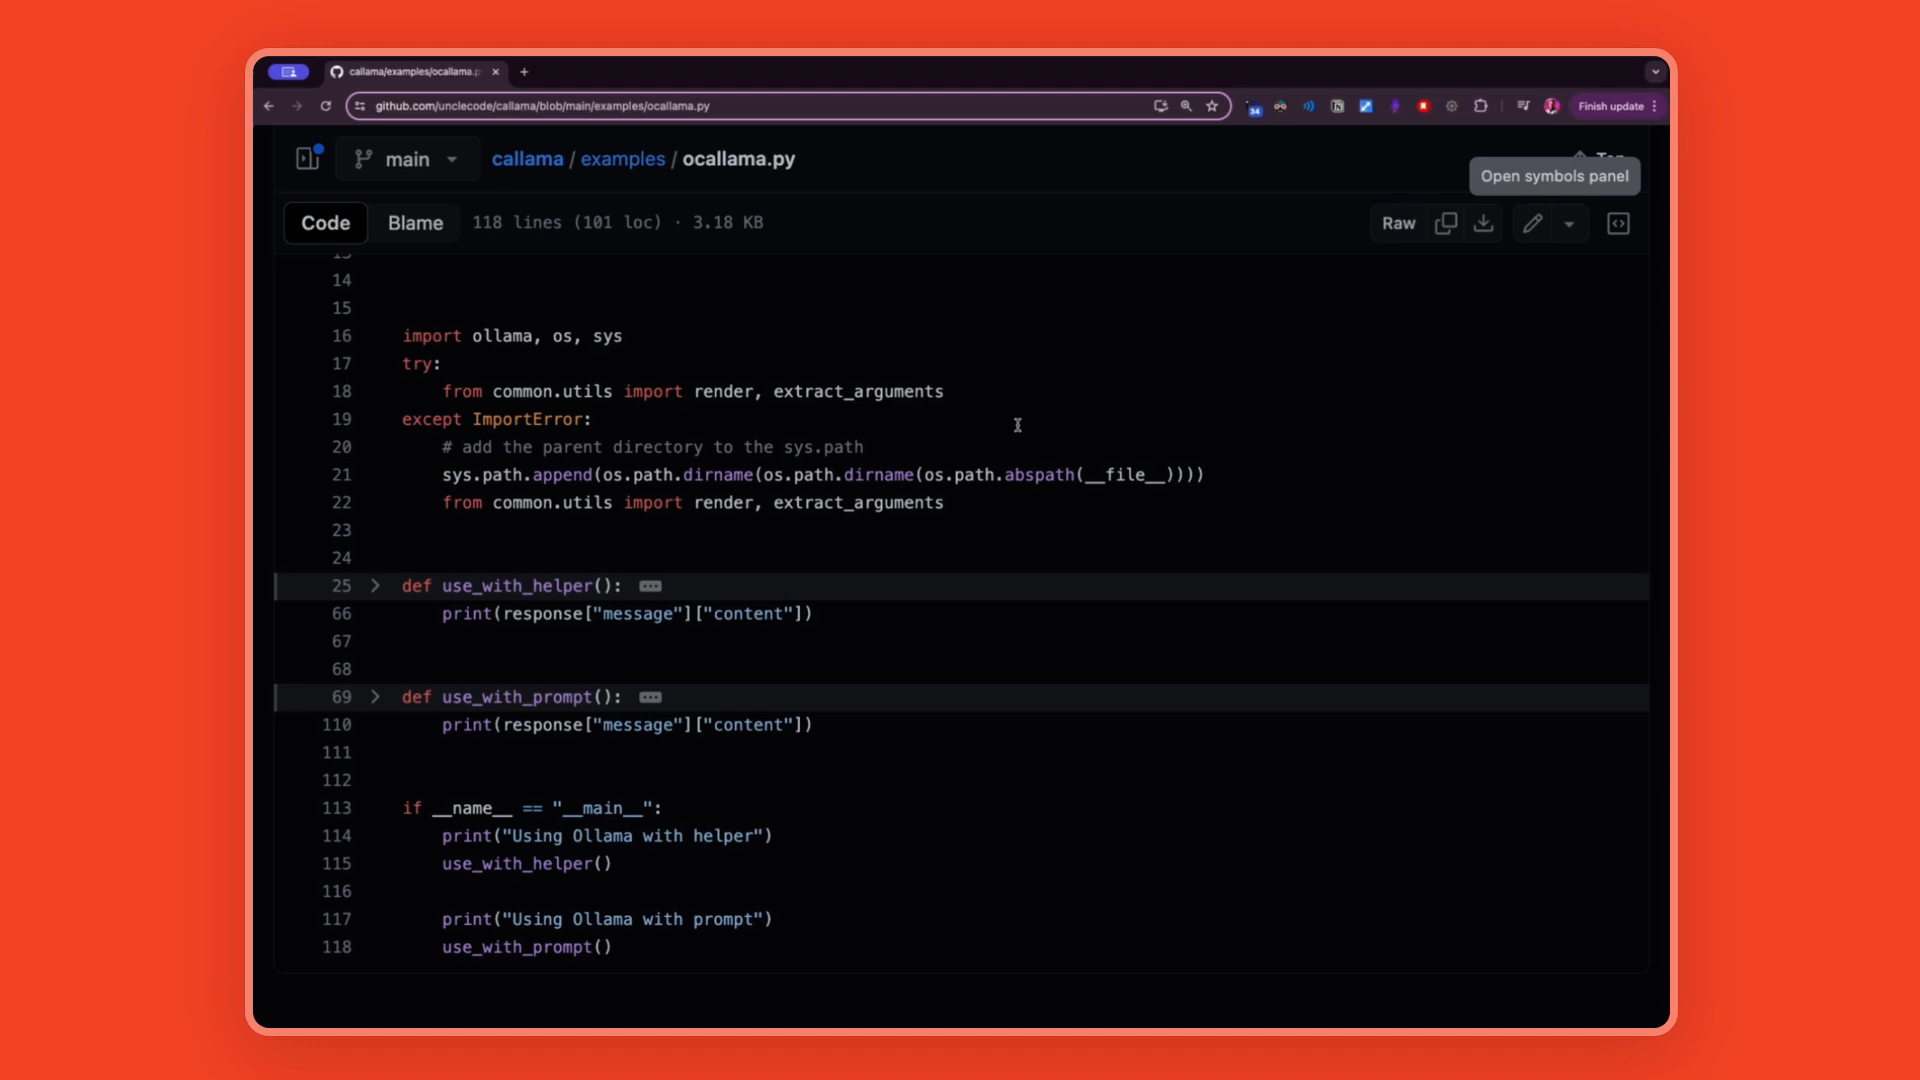 callama/examples/ocallama.p
github.com/unclecode/callama/blob/main/examples/ocallama.py
34
Finish update
main
callama / examples / ocallama.py
Top
Open symbols panel
Code
Blame
118 lines (101 loc) · 3.18 KB
Raw
13
14
15
16 import ollama, os, sys
17 try:
18 from common.utils import render, extract_arguments
19 except ImportError:
20 # add the parent directory to the sys.path
21 sys.path.append(os.path.dirname(os.path.dirname(os.path.abspath(__file__))))
22 from common.utils import render, extract_arguments
23
24
25 def use_with_helper(): ...
66 print(response["message"]["content"])
67
68
69 def use_with_prompt(): ...
110 print(response["message"]["content"])
111
112
113 if __name__ == "__main__":
114 print("Using Ollama with helper")
115 use_with_helper()
116
117 print("Using Ollama with prompt")
118 use_with_prompt()